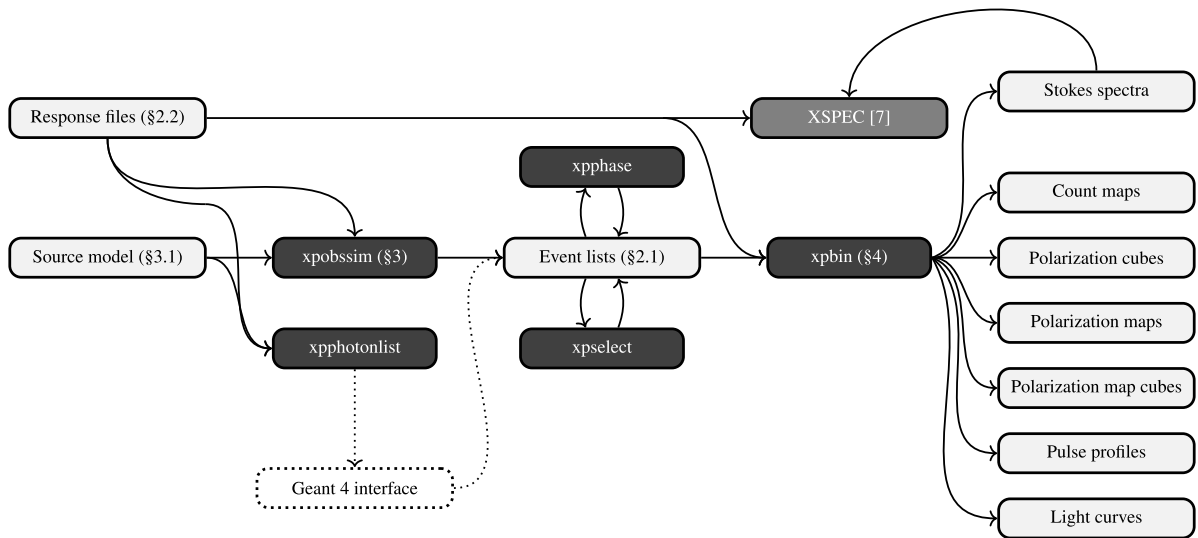 Response files (§2.2)
Source model (§3.1)
xpobssim (§3)
xpphotonlist
Geant 4 interface
xpphase
Event lists (§2.1)
xpselect
XSPEC [7]
xpbin (§4)
Stokes spectra
Count maps
Polarization cubes
Polarization maps
Polarization map cubes
Pulse profiles
Light curves